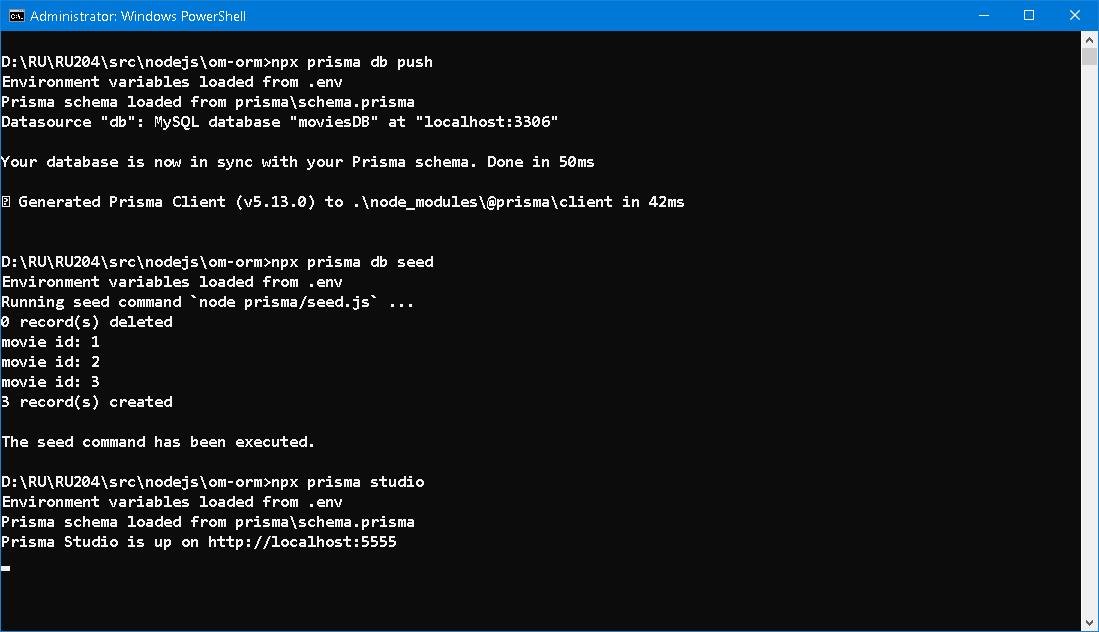 Administrator: Windows PowerShell
D:\RU\RU204\src\nodejs\om-orm>npx prisma db push
Environment variables loaded from .env
Prisma schema loaded from prisma\schema.prisma
Datasource "db": MySQL database "moviesDB" at "localhost:3306"
Your database is now in sync with your Prisma schema. Done in 50ms
Generated Prisma Client (v5.13.0) to .\node_modules\@prisma\client in 42ms
D:\RU\RU204\src\nodejs\om-orm>npx prisma db seed
Environment variables loaded from .env
Running seed command `node prisma/seed.js` ...
0 record(s) deleted
movie id: 1
movie id: 2
movie id: 3
3 record(s) created
The seed command has been executed.
D:\RU\RU204\src\nodejs\om-orm>npx prisma studio
Environment variables loaded from .env
Prisma schema loaded from prisma\schema.prisma
Prisma Studio is up on http://localhost:5555